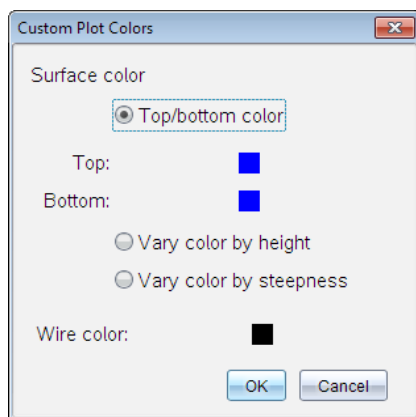 Custom Plot Colors
Surface color
Top/bottom color
Top:
Bottom:
Vary color by height
Vary color by steepness
Wire color:
OK Cancel